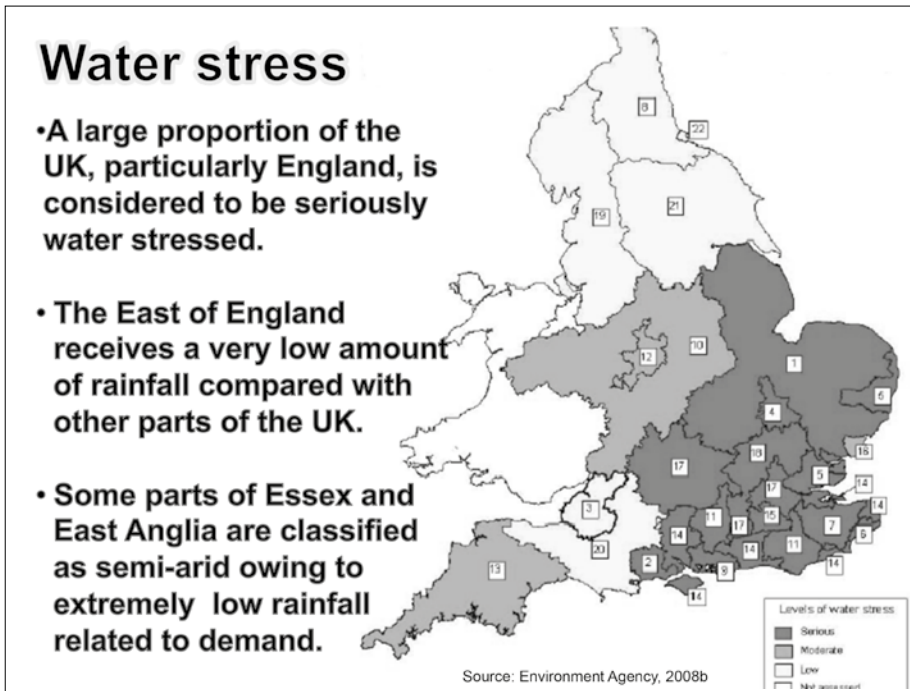 Water stress
•A large proportion of the
UK, particularly England, is
considered to be seriously
water stressed.
• The East of England
receives a very low amount
of rainfall compared with
other parts of the UK.
• Some parts of Essex and
East Anglia are classified
as semi-arid owing to
extremely low rainfall
related to demand.
8
22
19
21
10
12
1
6
4
16
18
17
5
17
14
3
11
17
15
7
14
14
6
20
14
11
2
9
14
14
13
Levels of water stress
Serious
Moderate
Low
Not assessed
Source: Environment Agency, 2008b